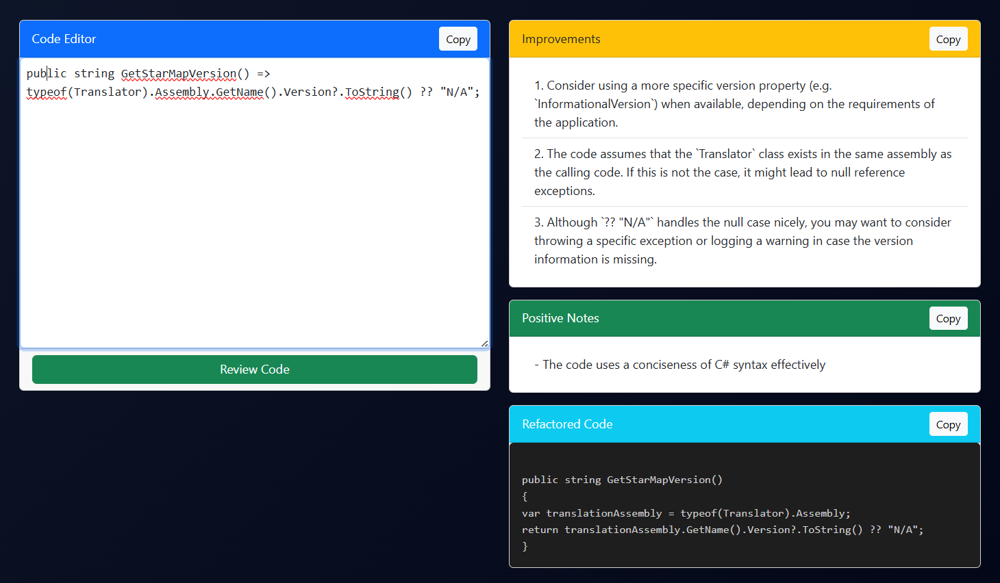 Code Editor
Copy
public string GetStarMapVersion() =>
typeof(Translator).Assembly.GetName().Version?.ToString() ?? "N/A";
Review Code
Improvements
Copy
1. Consider using a more specific version property (e.g.
`InformationalVersion`) when available, depending on the requirements of
the application.
2. The code assumes that the `Translator` class exists in the same assembly as
the calling code. If this is not the case, it might lead to null reference
exceptions.
3. Although `?? "N/A"` handles the null case nicely, you may want to consider
throwing a specific exception or logging a warning in case the version
information is missing.
Positive Notes
Copy
- The code uses a conciseness of C# syntax effectively
Refactored Code
Copy
public string GetStarMapVersion()
{
var translationAssembly = typeof(Translator).Assembly;
return translationAssembly.GetName().Version?.ToString() ?? "N/A";
}